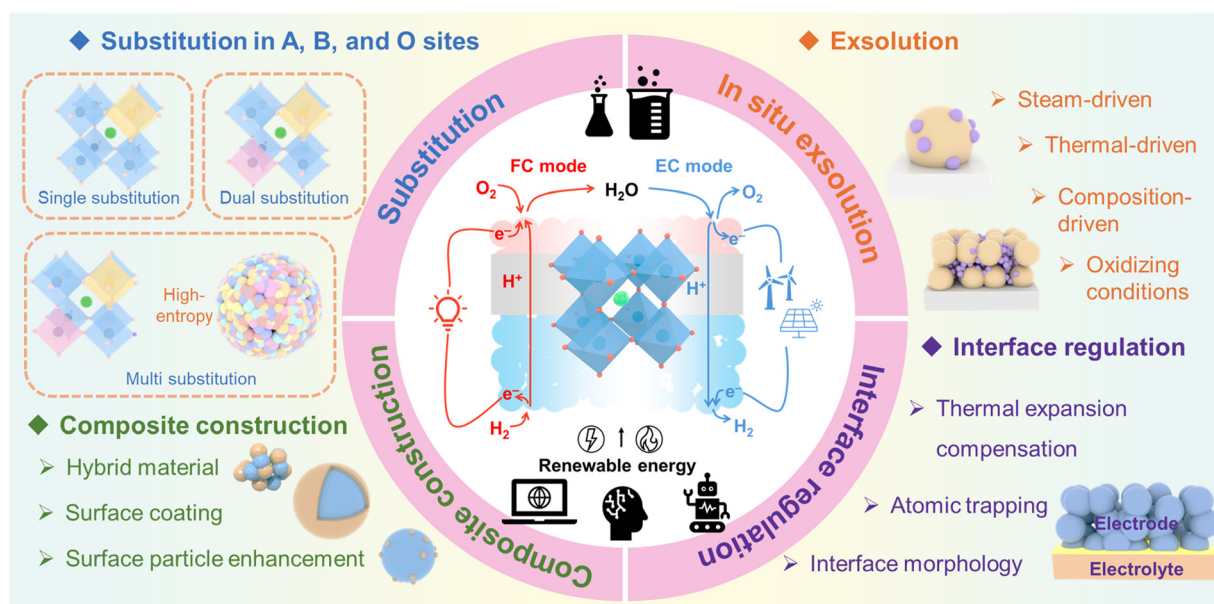 Substitution in A, B, and O sites
Single substitution
Dual substitution
High-
entropy
Multi substitution
Composite construction
Hybrid material
Surface coating
Surface particle enhancement
Substitution
In situ exsolution
Composite construction
Interface regulation
FC mode
EC mode
O₂
H₂O
O₂
e⁻
e⁻
H⁺
H⁺
e⁻
e⁻
H₂
H₂
Renewable energy
Exsolution
Steam-driven
Thermal-driven
Composition-
driven
Oxidizing
conditions
Interface regulation
Thermal expansion
compensation
Atomic trapping
Interface morphology
Electrode
Electrolyte